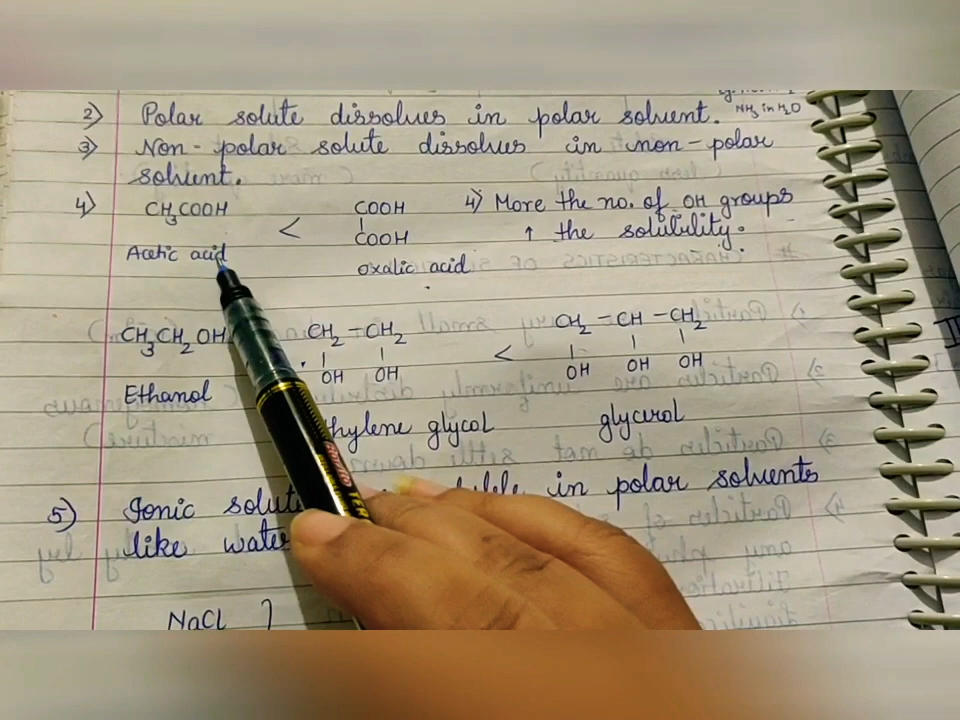 2) Polar solute dissolves in polar solvent. NH3 in H2O
3) Non-polar solute dissolves in non-polar
solvent.
4) CH3COOH < COOH 4) More the no. of OH groups
COOH ↑ the solubility.
Acetic acid oxalic acid
CH3CH2OH CH2 - CH2 < CH2 - CH - CH2
OH OH OH OH OH
Ethanol hylene glycol glycerol
5) Ionic solut in polar solvents
like water
NaCl ]